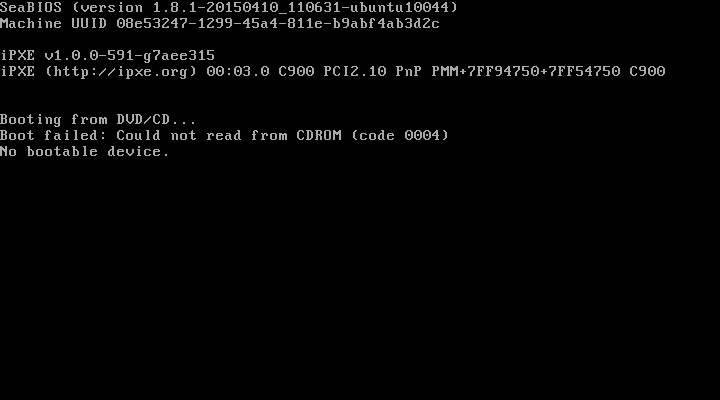 SeaBIOS (version 1.8.1-20150410_110631-ubuntu10044)
Machine UUID 08e53247-1299-45a4-811e-b9abf4ab3d2c
iPXE v1.0.0-591-g7aee315
iPXE (http://ipxe.org) 00:03.0 C900 PCI2.10 PnP PMM+7FF94750+7FF54750 C900
Booting from DVD/CD...
Boot failed: Could not read from CDROM (code 0004)
No bootable device.